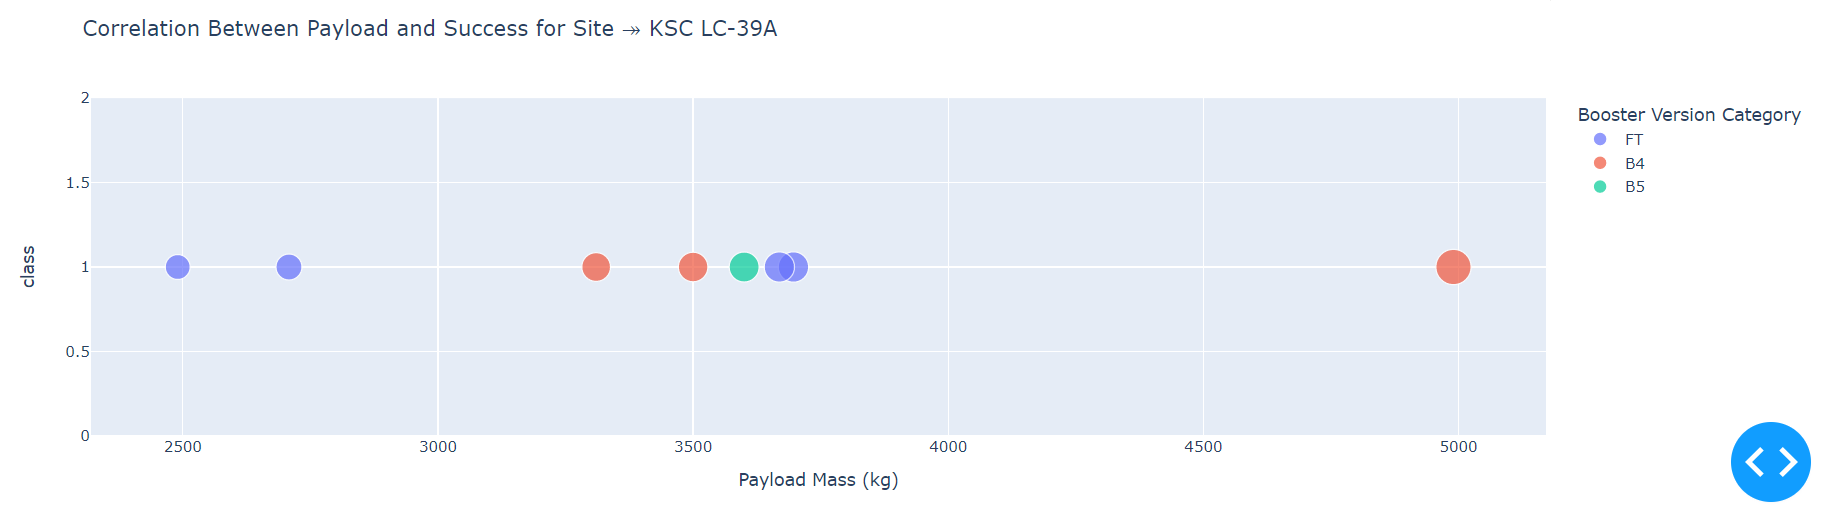 Correlation Between Payload and Success for Site ↠ KSC LC-39A
2
1.5
1
0.5
0
class
2500 3000 3500 4000 4500 5000
Payload Mass (kg)
Booster Version Category
FT
B4
B5